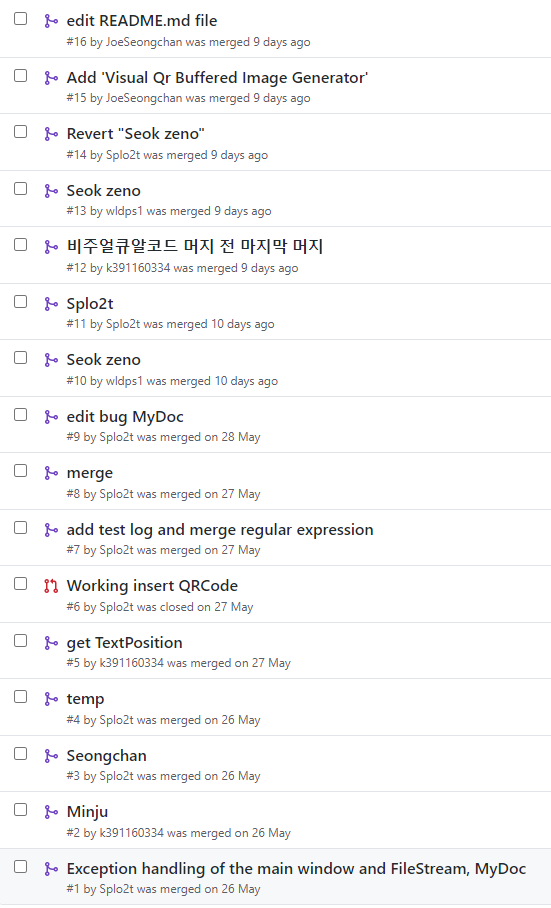 edit README.md file
#16 by JoeSeongchan was merged 9 days ago
Add 'Visual Qr Buffered Image Generator'
#15 by JoeSeongchan was merged 9 days ago
Revert "Seok zeno"
#14 by Splo2t was merged 9 days ago
Seok zeno
#13 by wldps1 was merged 9 days ago
비주얼큐알코드 머지 전 마지막 머지
#12 by k391160334 was merged 9 days ago
Splo2t
#11 by Splo2t was merged 10 days ago
Seok zeno
#10 by wldps1 was merged 10 days ago
edit bug MyDoc
#9 by Splo2t was merged on 28 May
merge
#8 by Splo2t was merged on 27 May
add test log and merge regular expression
#7 by Splo2t was merged on 27 May
Working insert QRCode
#6 by Splo2t was closed on 27 May
get TextPosition
#5 by k391160334 was merged on 27 May
temp
#4 by Splo2t was merged on 26 May
Seongchan
#3 by Splo2t was merged on 26 May
Minju
#2 by k391160334 was merged on 26 May
Exception handling of the main window and FileStream, MyDoc
#1 by Splo2t was merged on 26 May